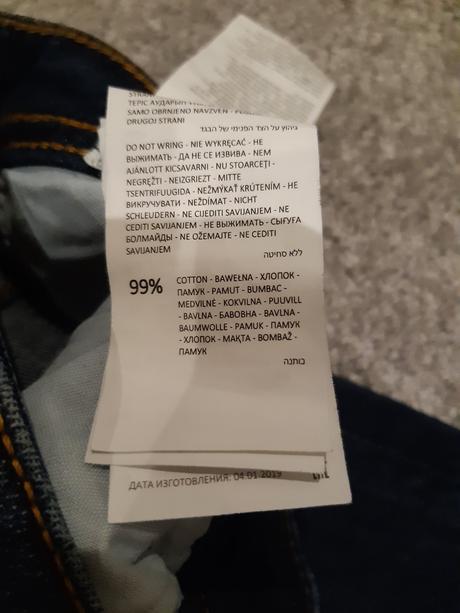 TERIC АУДАРЫП
SAMO OBRNJENO NAVZVEN -
DRUGOJ STRANI
גיהוץ על הצד הפנימי של הבגד
DO NOT WRING - NIE WYKRĘCAĆ - НЕ
ВЫЖИМАТЬ - ДА НЕ СЕ ИЗВИВА - NEM
AJÁNLOTT KICSAVARNI - NU STOARCEȚI -
NEGRĘŽTI - NEIZGRIEZT - MITTE
TSENTRIFUUGIDA - NEŽMÝKAŤ KRÚTENÍM - НЕ
ВИКРУЧУВАТИ - NEŽDÍMAT - NICHT
SCHLEUDERN - NE CIJEDITI SAVIJANJEM - NE
CEDITI SAVIJANJEM - НЕ ВЫЖИМАТЬ - СЫҒУҒА
БОЛМАЙДЫ - NE OŽEMAJTE - NE CEDITI
SAVIJANJEM
ללא סחיטה
99% COTTON - BAWEŁNA - ХЛОПОК -
ПАМУК - PAMUT - BUMBAC -
MEDVILNĖ - KOKVILNA - PUUVILL
- BAVLNA - БАВОВНА - BAVLNA -
BAUMWOLLE - PAMUK - ПАМУК
- ХЛОПОК - МАҚТА - BOMBAŽ -
ПАМУК
כותנה
ДАТА ИЗГОТОВЛЕНИЯ: 04.01.2019